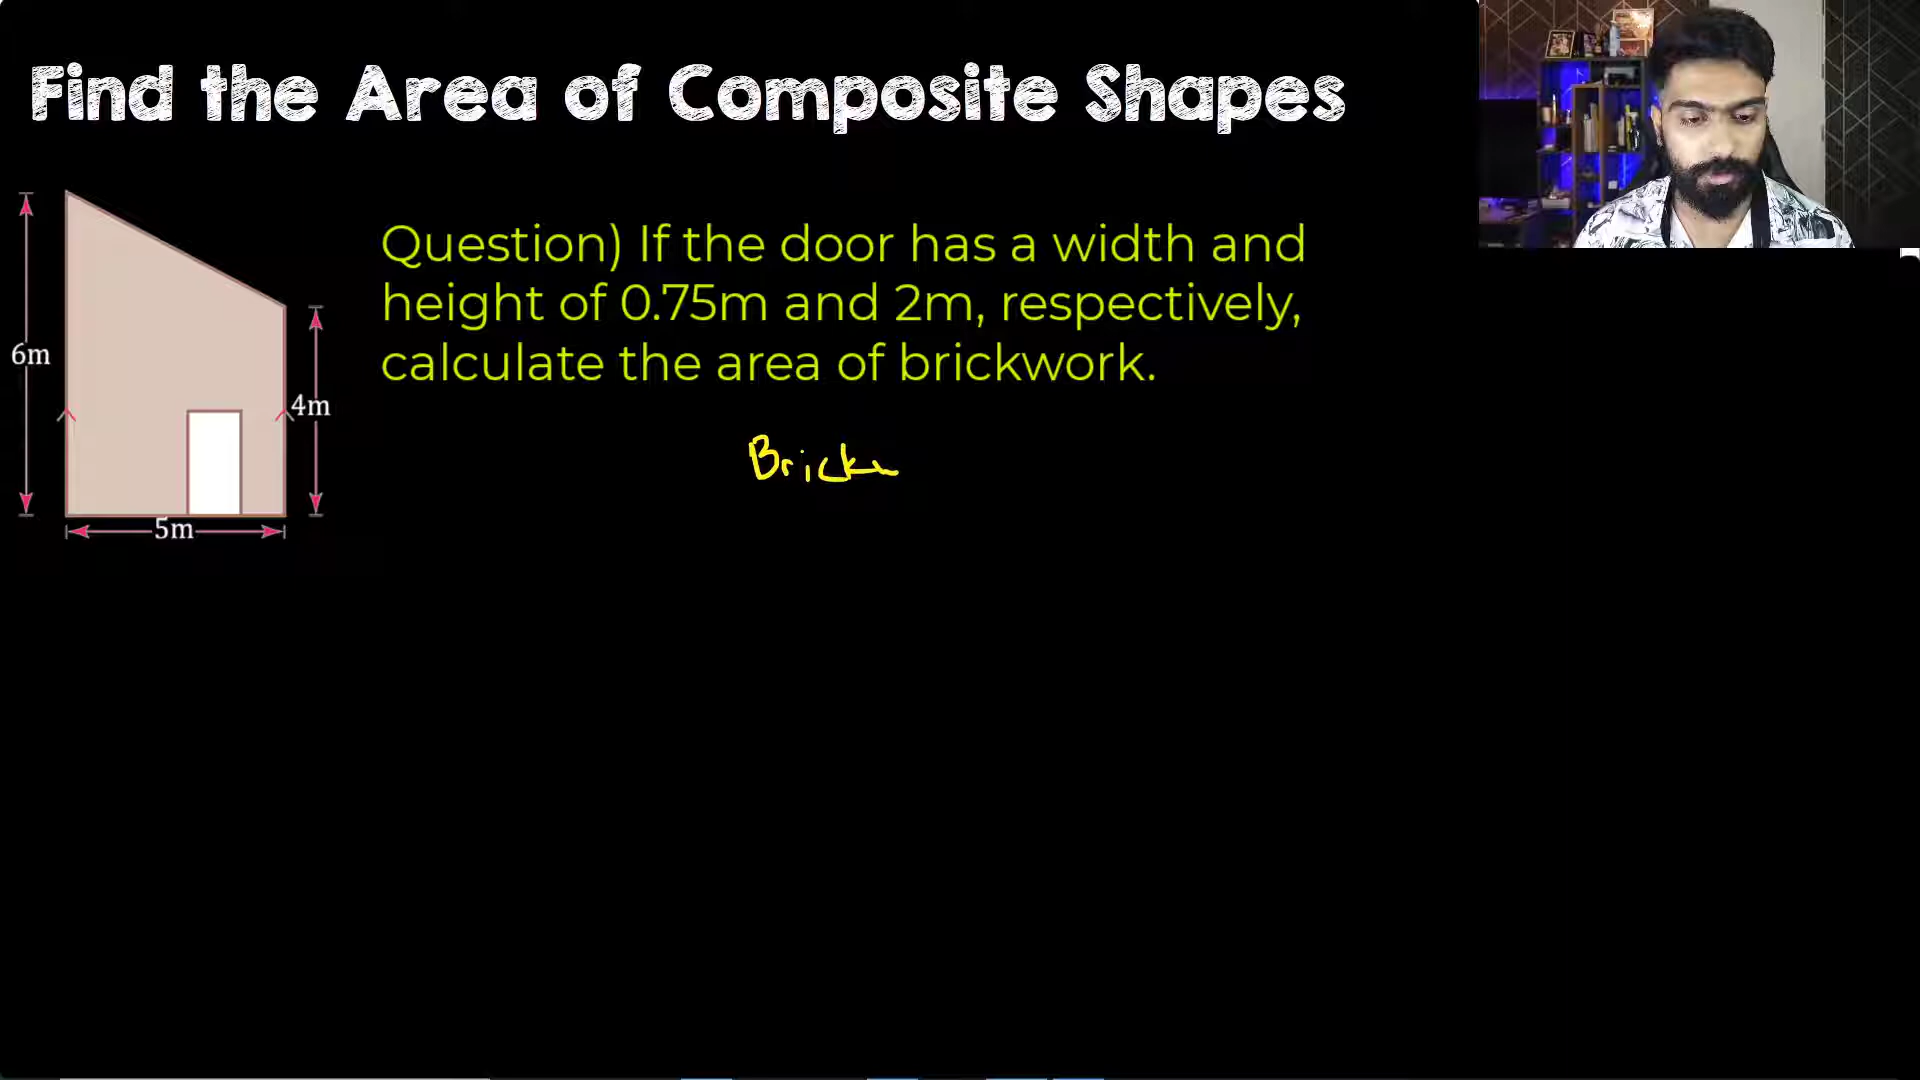 Find the Area of Composite Shapes
Question) If the door has a width and
height of 0.75m and 2m, respectively,
calculate the area of brickwork.
6m
4m
5m
Brick